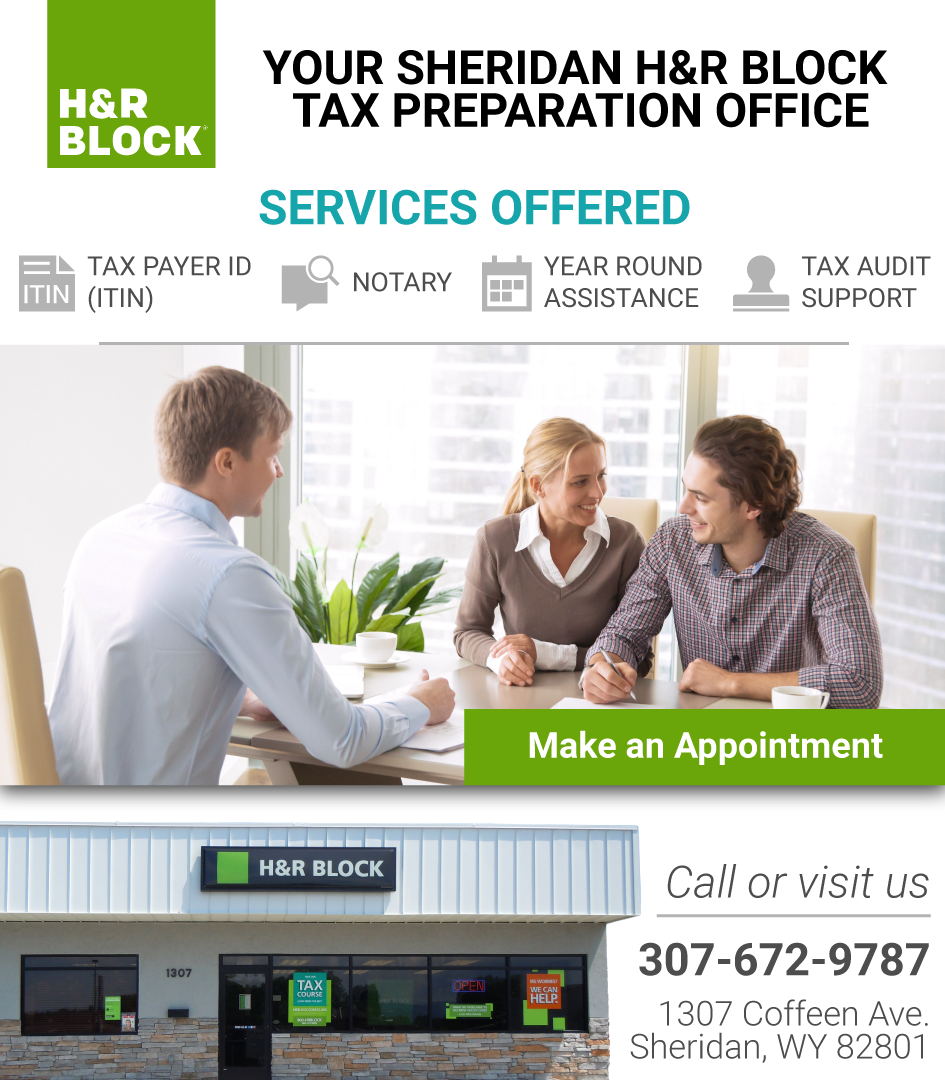 H&R
BLOCK
YOUR SHERIDAN H&R BLOCK
TAX PREPARATION OFFICE
SERVICES OFFERED
ITIN
TAX PAYER ID
(ITIN)
NOTARY
YEAR ROUND
ASSISTANCE
TAX AUDIT
SUPPORT
Make an Appointment
H&R BLOCK
1307
TAX
COURSE
OPEN
WE CAN
HELP.
Call or visit us
307-672-9787
1307 Coffeen Ave.
Sheridan, WY 82801